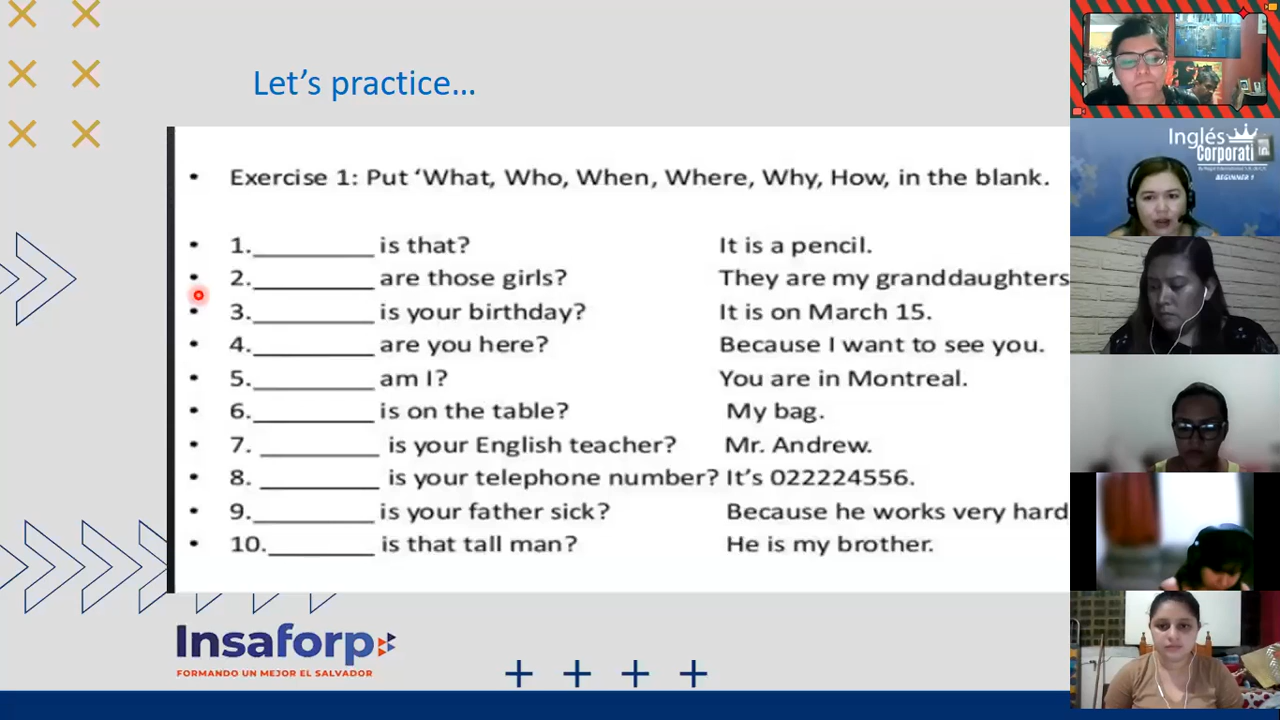 Let's practice...
• Exercise 1: Put 'What, Who, When, Where, Why, How, in the blank.
• 1.__________ is that? It is a pencil.
• 2.__________ are those girls? They are my granddaughters
• 3.__________ is your birthday? It is on March 15.
• 4.__________ are you here? Because I want to see you.
• 5.__________ am I? You are in Montreal.
• 6.__________ is on the table? My bag.
• 7. __________ is your English teacher? Mr. Andrew.
• 8. __________ is your telephone number? It's 022224556.
• 9.__________ is your father sick? Because he works very hard
• 10._________ is that tall man? He is my brother.
Insaforp
FORMANDO UN MEJOR EL SALVADOR
Inglés
Corporati
BEGINNER 1